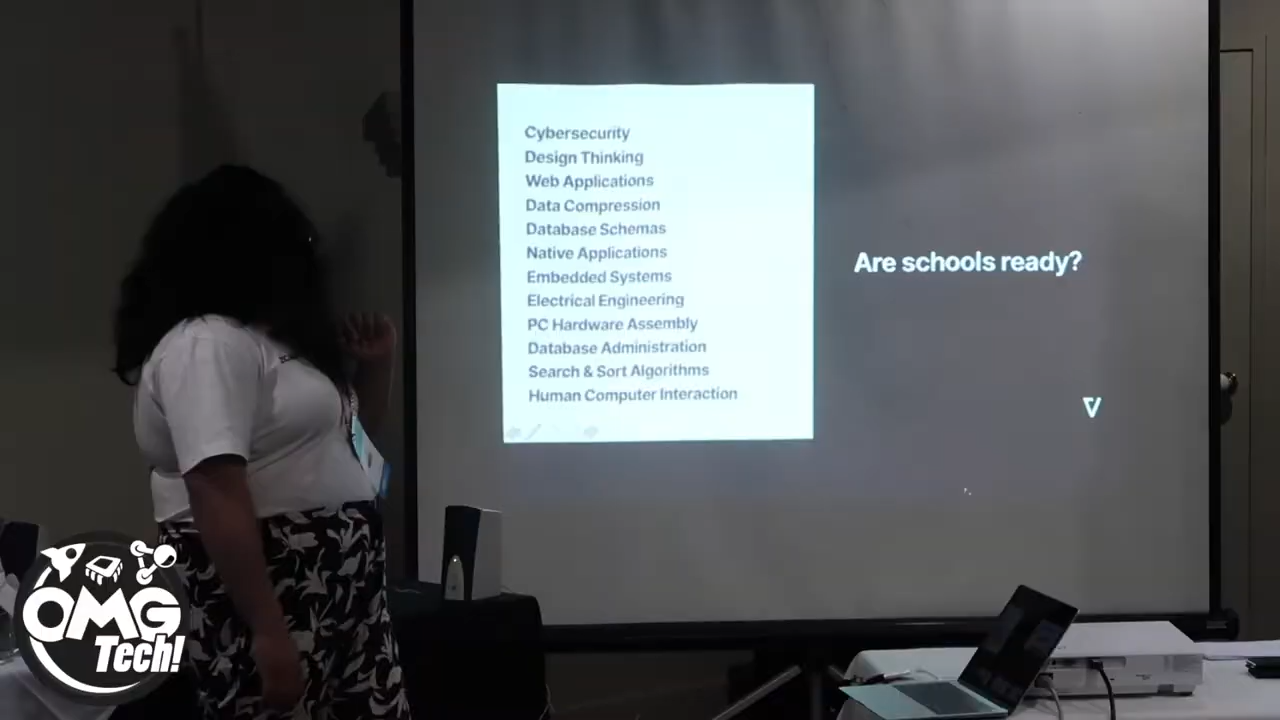 Cybersecurity
Design Thinking
Web Applications
Data Compression
Database Schemas
Native Applications
Embedded Systems
Electrical Engineering
PC Hardware Assembly
Database Administration
Search & Sort Algorithms
Human Computer Interaction
Are schools ready?
OMG
Tech!